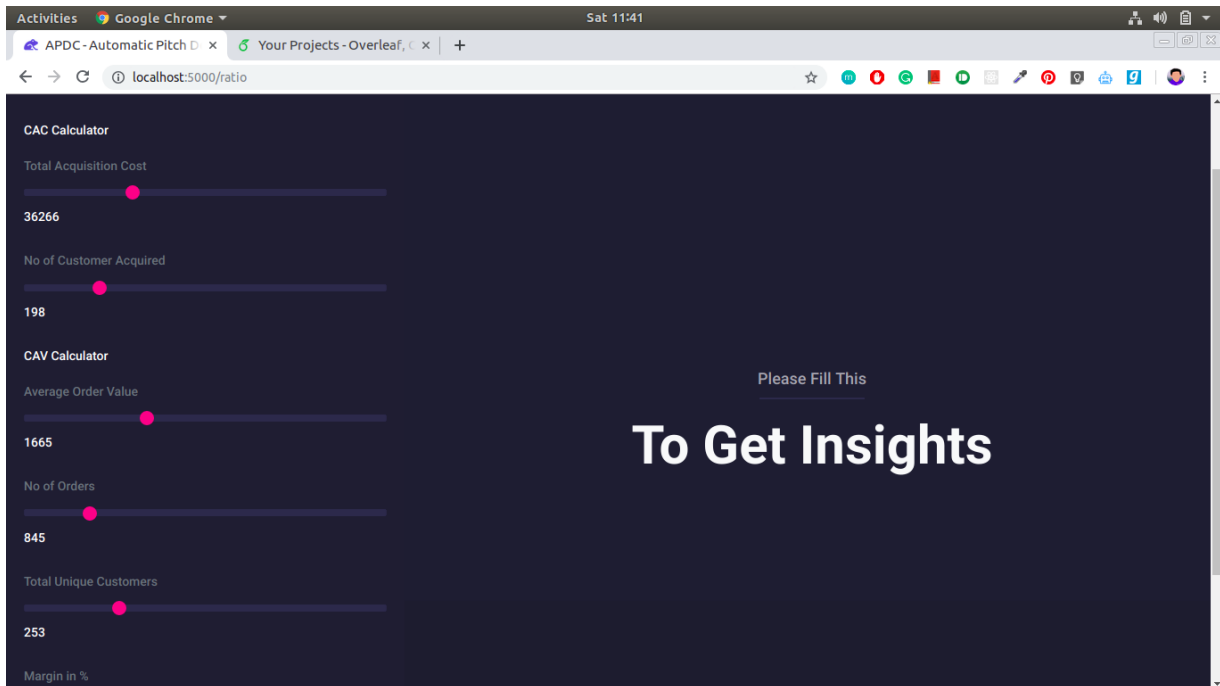 Activities Google Chrome Sat 11:41
APDC - Automatic Pitch D Your Projects - Overleaf,
localhost:5000/ratio
CAC Calculator
Total Acquisition Cost
36266
No of Customer Acquired
198
CAV Calculator
Average Order Value
1665
No of Orders
845
Total Unique Customers
253
Margin in %
Please Fill This
To Get Insights